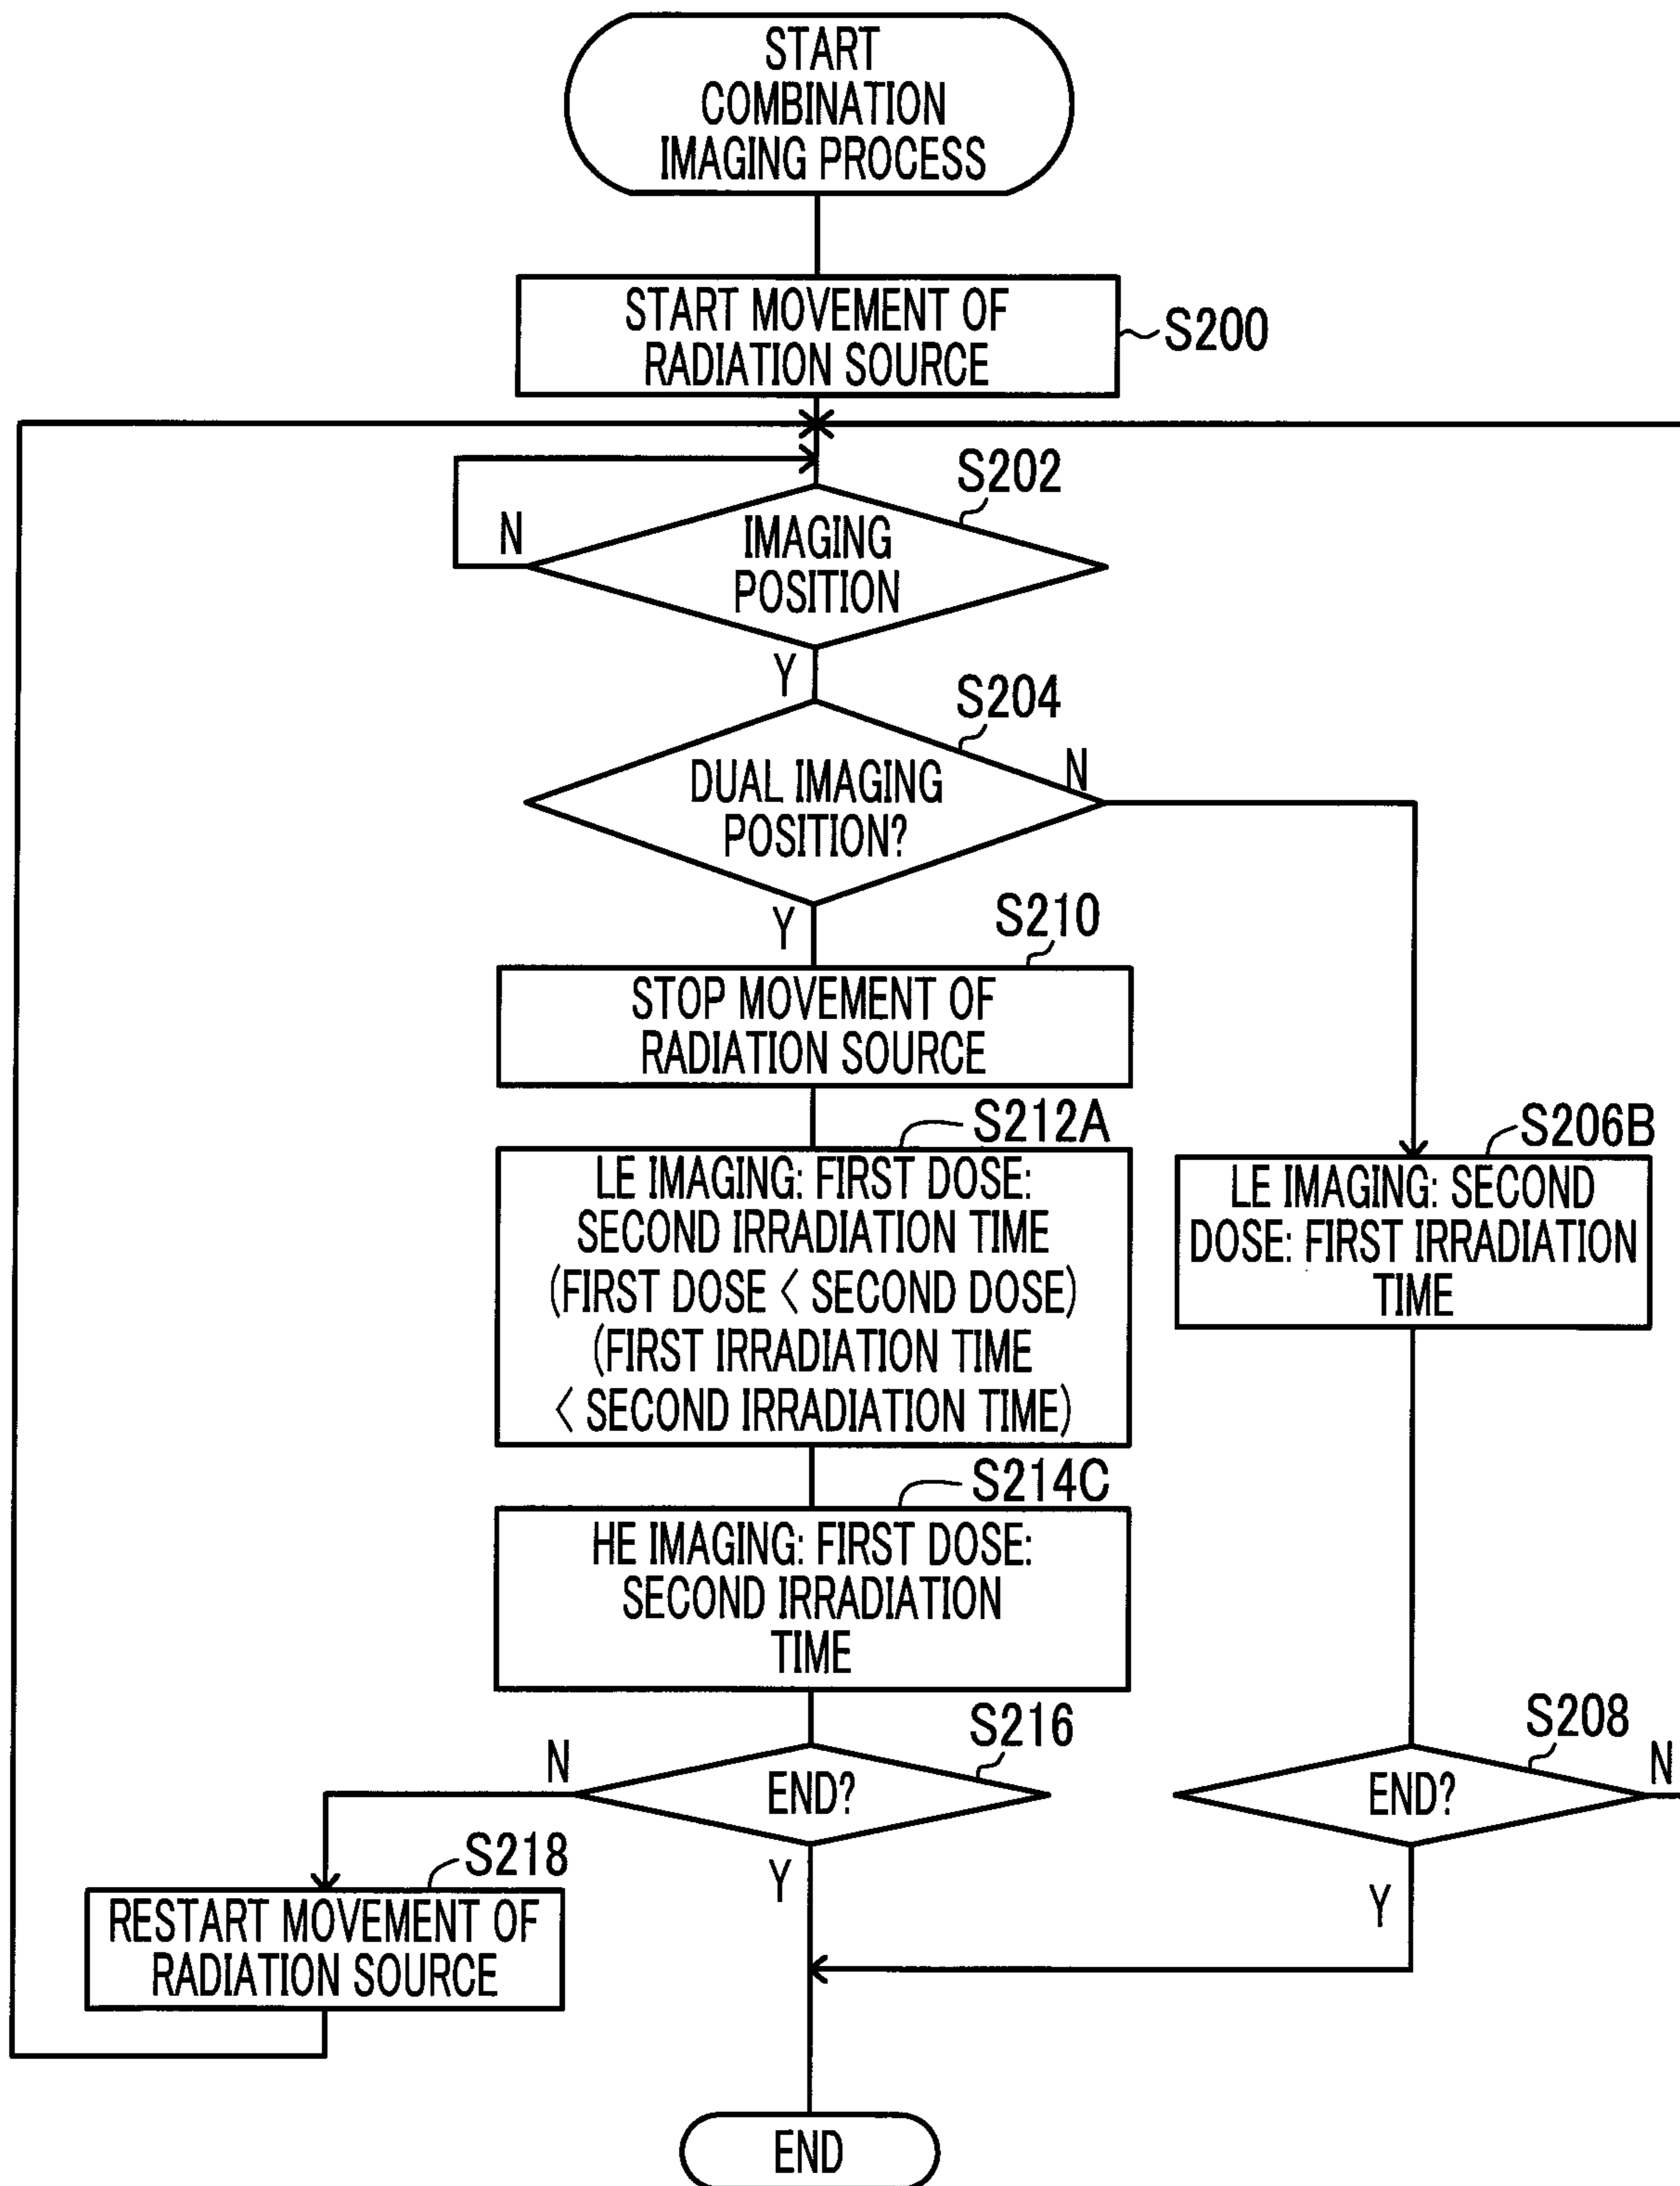 START
COMBINATION
IMAGING PROCESS
START MOVEMENT OF
RADIATION SOURCE
S200
S202
N
IMAGING
POSITION
Y
S204
N
DUAL IMAGING
POSITION?
Y
S210
STOP MOVEMENT OF
RADIATION SOURCE
S212A
LE IMAGING: FIRST DOSE:
SECOND IRRADIATION TIME
(FIRST DOSE < SECOND DOSE)
(FIRST IRRADIATION TIME
< SECOND IRRADIATION TIME)
S206B
LE IMAGING: SECOND
DOSE: FIRST IRRADIATION
TIME
S214C
HE IMAGING: FIRST DOSE:
SECOND IRRADIATION
TIME
S216
N
END?
Y
S208
END?
N
Y
S218
RESTART MOVEMENT OF
RADIATION SOURCE
END